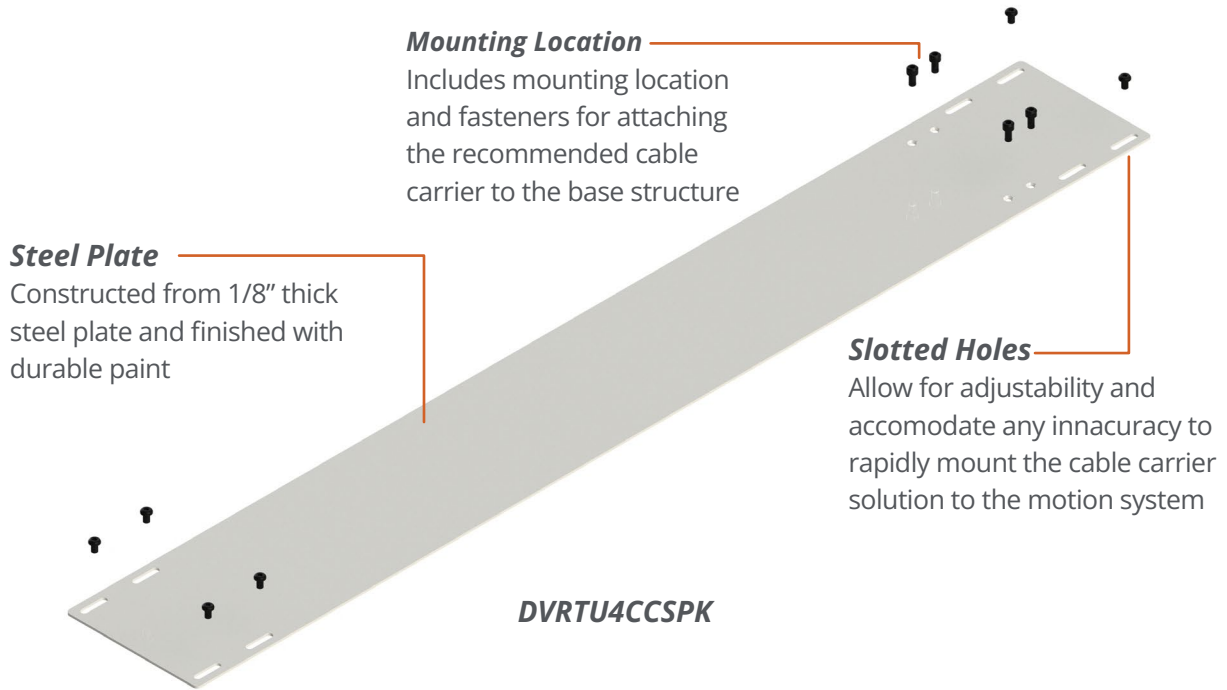 Mounting Location
Includes mounting location
and fasteners for attaching
the recommended cable
carrier to the base structure
Steel Plate
Constructed from 1/8” thick
steel plate and finished with
durable paint
Slotted Holes
Allow for adjustability and
accomodate any innacuracy to
rapidly mount the cable carrier
solution to the motion system
DVRTU4CCSPK